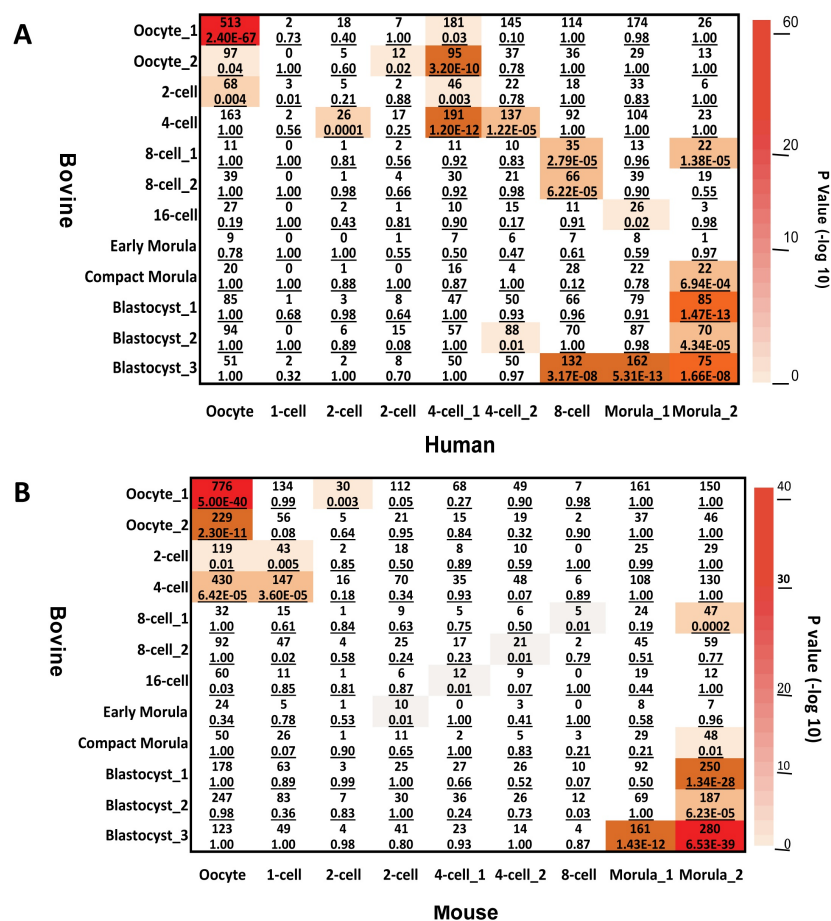 A
Oocyte_1 513 2 18 7 181 145 114 174 26
2.40E-67 0.73 0.40 1.00 0.03 0.10 1.00 0.98 1.00
Oocyte_2 97 0 5 12 95 37 36 29 13
0.04 1.00 0.60 0.02 3.20E-10 0.78 1.00 1.00 1.00
2-cell 68 3 5 2 46 22 18 33 6
0.004 0.01 0.21 0.88 0.003 0.78 1.00 0.83 1.00
4-cell 163 2 26 17 191 137 92 104 23
1.00 0.56 0.0001 0.25 1.20E-12 1.22E-05 1.00 1.00 1.00
8-cell_1 11 0 1 2 11 10 35 13 22
1.00 1.00 0.81 0.56 0.92 0.83 2.79E-05 0.96 1.38E-05
8-cell_2 39 0 1 4 30 21 66 39 19
1.00 1.00 0.98 0.66 0.92 0.98 6.22E-05 0.90 0.55
16-cell 27 0 2 1 10 15 11 26 3
0.19 1.00 0.43 0.81 0.90 0.17 0.91 0.02 0.98
Early Morula 9 0 0 1 7 6 7 8 1
0.78 1.00 1.00 0.55 0.50 0.47 0.61 0.59 0.97
Compact Morula 20 0 1 0 16 4 28 22 22
1.00 1.00 0.88 1.00 0.87 1.00 0.12 0.78 6.94E-04
Blastocyst_1 85 1 3 8 47 50 66 79 85
1.00 0.68 0.98 0.64 1.00 0.93 0.96 0.91 1.47E-13
Blastocyst_2 94 0 6 15 57 88 70 87 70
1.00 1.00 0.89 0.08 1.00 0.01 1.00 0.98 4.34E-05
Blastocyst_3 51 2 2 8 50 50 132 162 75
1.00 0.32 1.00 0.70 1.00 0.97 3.17E-08 5.31E-13 1.66E-08
Oocyte 1-cell 2-cell 2-cell 4-cell_1 4-cell_2 8-cell Morula_1 Morula_2
Human
Bovine
60
20
10
0
P Value (-log 10)
B
Oocyte_1 776 134 30 112 68 49 7 161 150
5.00E-40 0.99 0.003 0.05 0.27 0.90 0.98 1.00 1.00
Oocyte_2 229 56 5 21 15 19 2 37 46
2.30E-11 0.08 0.64 0.95 0.84 0.32 0.90 1.00 1.00
2-cell 119 43 2 18 8 10 0 25 29
0.01 0.005 0.85 0.50 0.89 0.59 1.00 0.99 1.00
4-cell 430 147 16 70 35 48 6 108 130
6.42E-05 3.60E-05 0.18 0.34 0.93 0.07 0.89 1.00 1.00
8-cell_1 32 15 1 9 5 6 5 24 47
1.00 0.61 0.84 0.63 0.75 0.50 0.01 0.19 0.0002
8-cell_2 92 47 4 25 17 21 2 45 59
1.00 0.02 0.58 0.24 0.23 0.01 0.79 0.51 0.77
16-cell 60 11 1 6 12 9 0 19 12
0.03 0.85 0.81 0.87 0.01 0.07 1.00 0.44 1.00
Early Morula 24 5 1 10 0 3 0 8 7
0.34 0.78 0.53 0.01 1.00 0.41 1.00 0.58 0.96
Compact Morula 50 26 1 11 2 5 3 29 48
1.00 0.07 0.90 0.65 1.00 0.83 0.21 0.21 0.01
Blastocyst_1 178 63 3 25 27 26 10 92 250
1.00 0.89 0.99 1.00 0.66 0.52 0.07 0.50 1.34E-28
Blastocyst_2 247 83 7 30 36 26 12 69 187
0.98 0.36 0.83 1.00 0.24 0.73 0.03 1.00 6.23E-05
Blastocyst_3 123 49 4 41 23 14 4 161 280
1.00 1.00 0.98 0.80 0.93 1.00 0.87 1.43E-12 6.53E-39
Oocyte 1-cell 2-cell 2-cell 4-cell_1 4-cell_2 8-cell Morula_1 Morula_2
Mouse
Bovine
40
30
20
10
0
P value (-log 10)